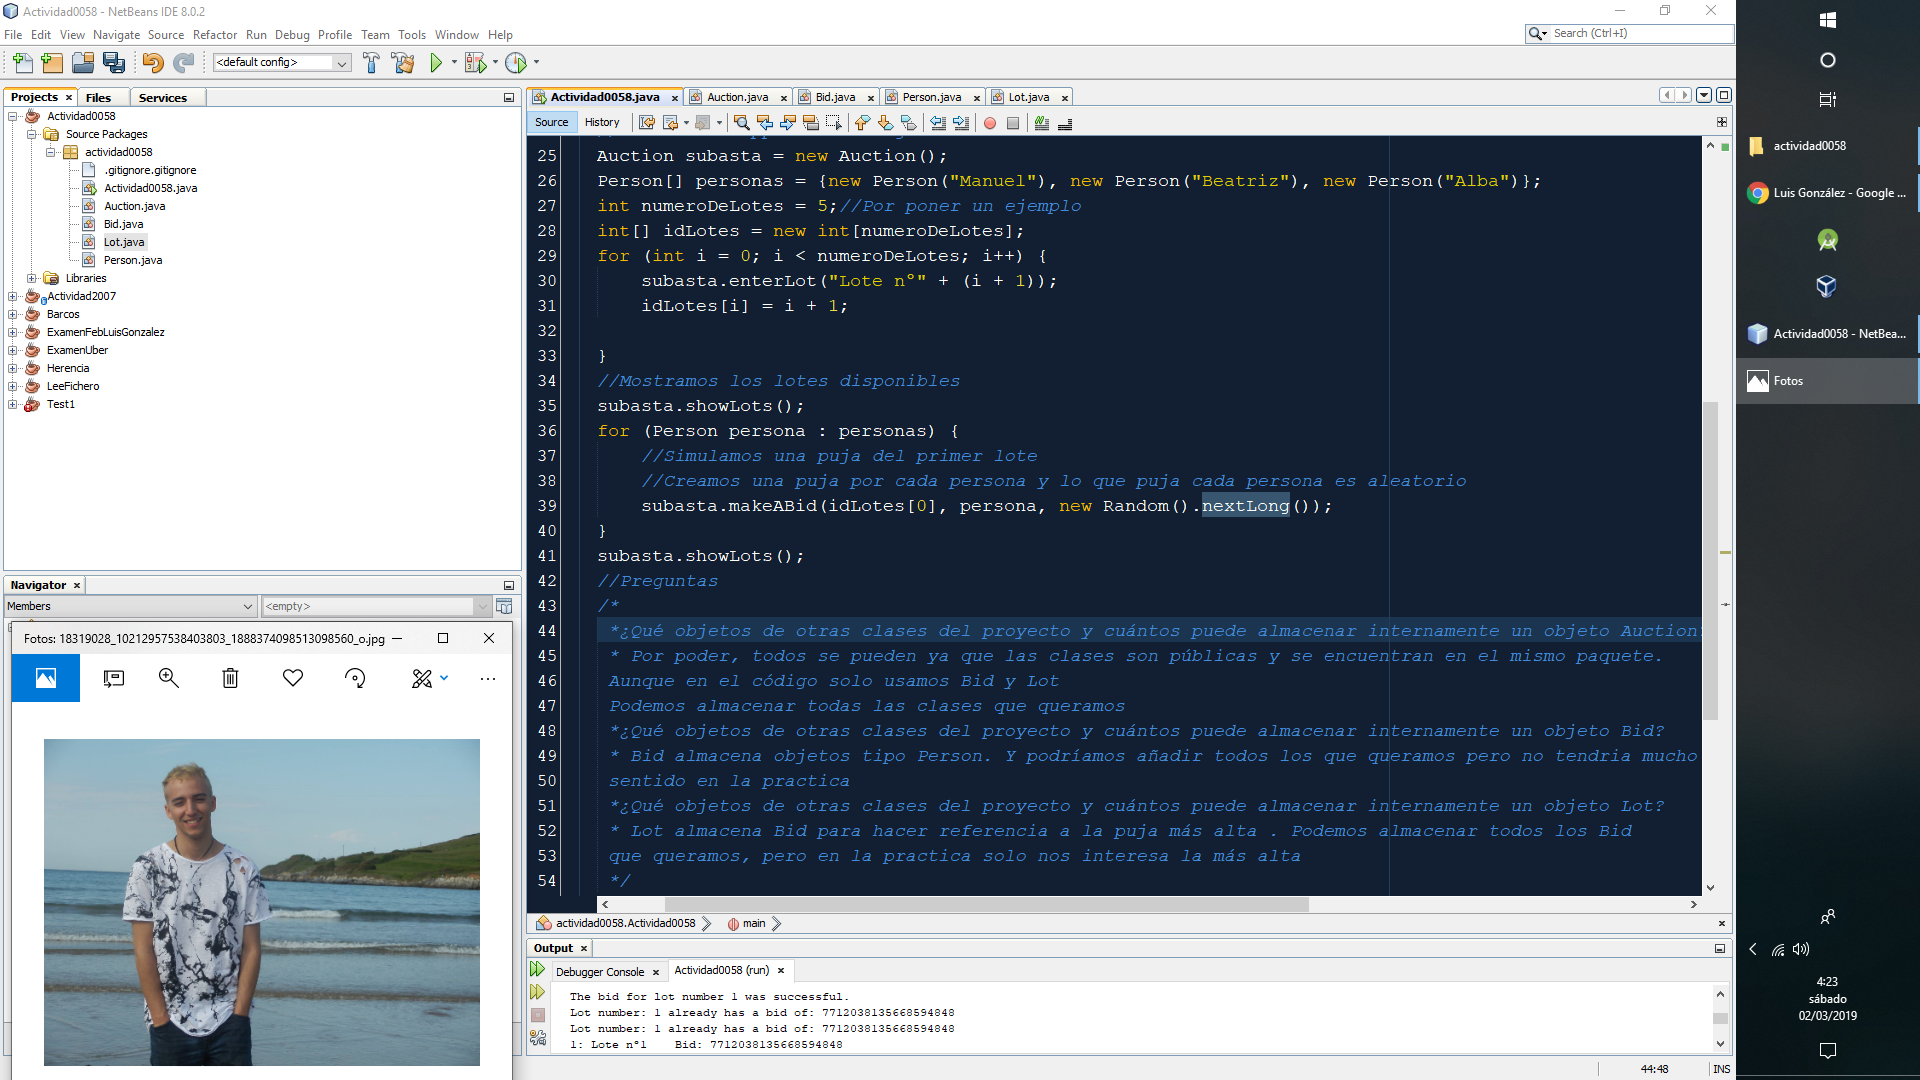 Actividad0058 - NetBeans IDE 8.0.2
File Edit View Navigate Source Refactor Run Debug Profile Team Tools Window Help
Search (Ctrl+I)
<default config>
Projects Files Services
Actividad0058
Source Packages
actividad0058
.gitignore.gitignore
Actividad0058.java
Auction.java
Bid.java
Lot.java
Person.java
Libraries
Actividad2007
Barcos
ExamenFebLuisGonzalez
ExamenUber
Herencia
LeeFichero
Test1
Navigator
Members <empty>
Fotos: 18319028_10212957538403803_1888374098513098560_o.jpg
Actividad0058.java Auction.java Bid.java Person.java Lot.java
Source History
25 Auction subasta = new Auction();
26 Person[] personas = {new Person("Manuel"), new Person("Beatriz"), new Person("Alba")};
27 int numeroDeLotes = 5;//Por poner un ejemplo
28 int[] idLotes = new int[numeroDeLotes];
29 for (int i = 0; i < numeroDeLotes; i++) {
30 subasta.enterLot("Lote nº" + (i + 1));
31 idLotes[i] = i + 1;
32
33 }
34 //Mostramos los lotes disponibles
35 subasta.showLots();
36 for (Person persona : personas) {
37 //Simulamos una puja del primer lote
38 //Creamos una puja por cada persona y lo que puja cada persona es aleatorio
39 subasta.makeABid(idLotes[0], persona, new Random().nextLong());
40 }
41 subasta.showLots();
42 //Preguntas
43 /*
44 *¿Qué objetos de otras clases del proyecto y cuántos puede almacenar internamente un objeto Auction?
45 * Por poder, todos se pueden ya que las clases son públicas y se encuentran en el mismo paquete.
46 Aunque en el código solo usamos Bid y Lot
47 Podemos almacenar todas las clases que queramos
48 *¿Qué objetos de otras clases del proyecto y cuántos puede almacenar internamente un objeto Bid?
49 * Bid almacena objetos tipo Person. Y podríamos añadir todos los que queramos pero no tendria mucho
50 sentido en la practica
51 *¿Qué objetos de otras clases del proyecto y cuántos puede almacenar internamente un objeto Lot?
52 * Lot almacena Bid para hacer referencia a la puja más alta . Podemos almacenar todos los Bid
53 que queramos, pero en la practica solo nos interesa la más alta
54 */
actividad0058.Actividad0058 main
Output
Debugger Console Actividad0058 (run)
The bid for lot number 1 was successful.
Lot number: 1 already has a bid of: 7712038135668594848
Lot number: 1 already has a bid of: 7712038135668594848
1: Lote nº1 Bid: 7712038135668594848
44:48 INS
actividad0058
Luis González - Google ...
Actividad0058 - NetBea...
Fotos
4:23
sábado
02/03/2019